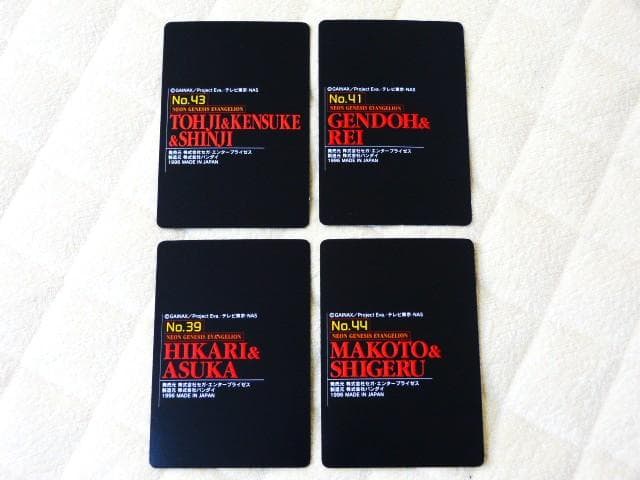 ©GAINAX／Project Eva.・テレビ東京・NAS
No.43
NEON GENESIS EVANGELION
TOHJI&KENSUKE
&SHINJI
発売元 株式会社セガ・エンタープライゼス
製造元 株式会社バンダイ
1996 MADE IN JAPAN
©GAINAX／Project Eva.・テレビ東京・NAS
No.41
NEON GENESIS EVANGELION
GENDOH&
REI
発売元 株式会社セガ・エンタープライゼス
製造元 株式会社バンダイ
1996 MADE IN JAPAN
©GAINAX／Project Eva.・テレビ東京・NAS
No.39
NEON GENESIS EVANGELION
HIKARI&
ASUKA
発売元 株式会社セガ・エンタープライゼス
製造元 株式会社バンダイ
1996 MADE IN JAPAN
©GAINAX／Project Eva.・テレビ東京・NAS
No.44
NEON GENESIS EVANGELION
MAKOTO&
SHIGERU
発売元 株式会社セガ・エンタープライゼス
製造元 株式会社バンダイ
1996 MADE IN JAPAN